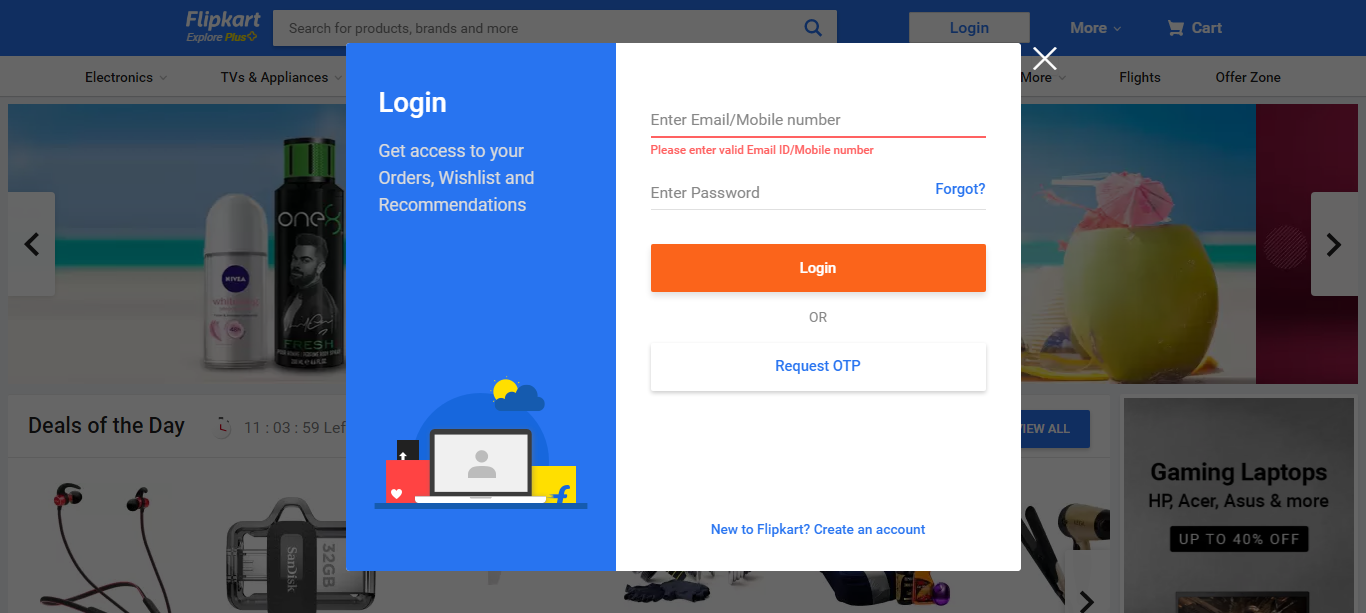 Flipkart
Explore Plus
Search for products, brands and more
Login
More
Cart
Electronics
TVs & Appliances
More
Flights
Offer Zone
Login
Get access to your
Orders, Wishlist and
Recommendations
Enter Email/Mobile number
Please enter valid Email ID/Mobile number
Enter Password
Forgot?
Login
OR
Request OTP
New to Flipkart? Create an account
NIVEA
onex
FRESH
Deals of the Day
11 : 03 : 59 Lef
VIEW ALL
SanDisk
32GB
Gaming Laptops
HP, Acer, Asus & more
UP TO 40% OFF